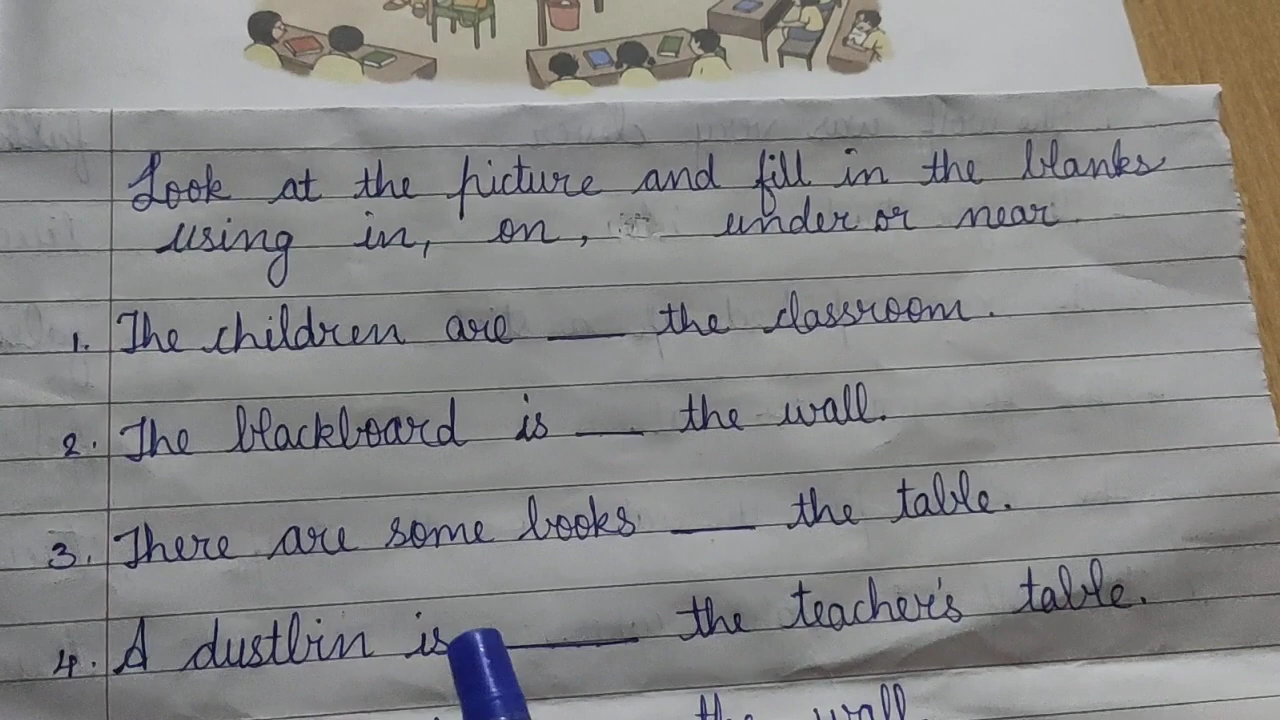 Look at the picture and fill in the blanks
using in, on, under or near
1. The children are ___ the classroom.
2. The blackboard is ___ the wall.
3. There are some books ___ the table.
4. A dustbin is ___ the teacher's table.
the wall